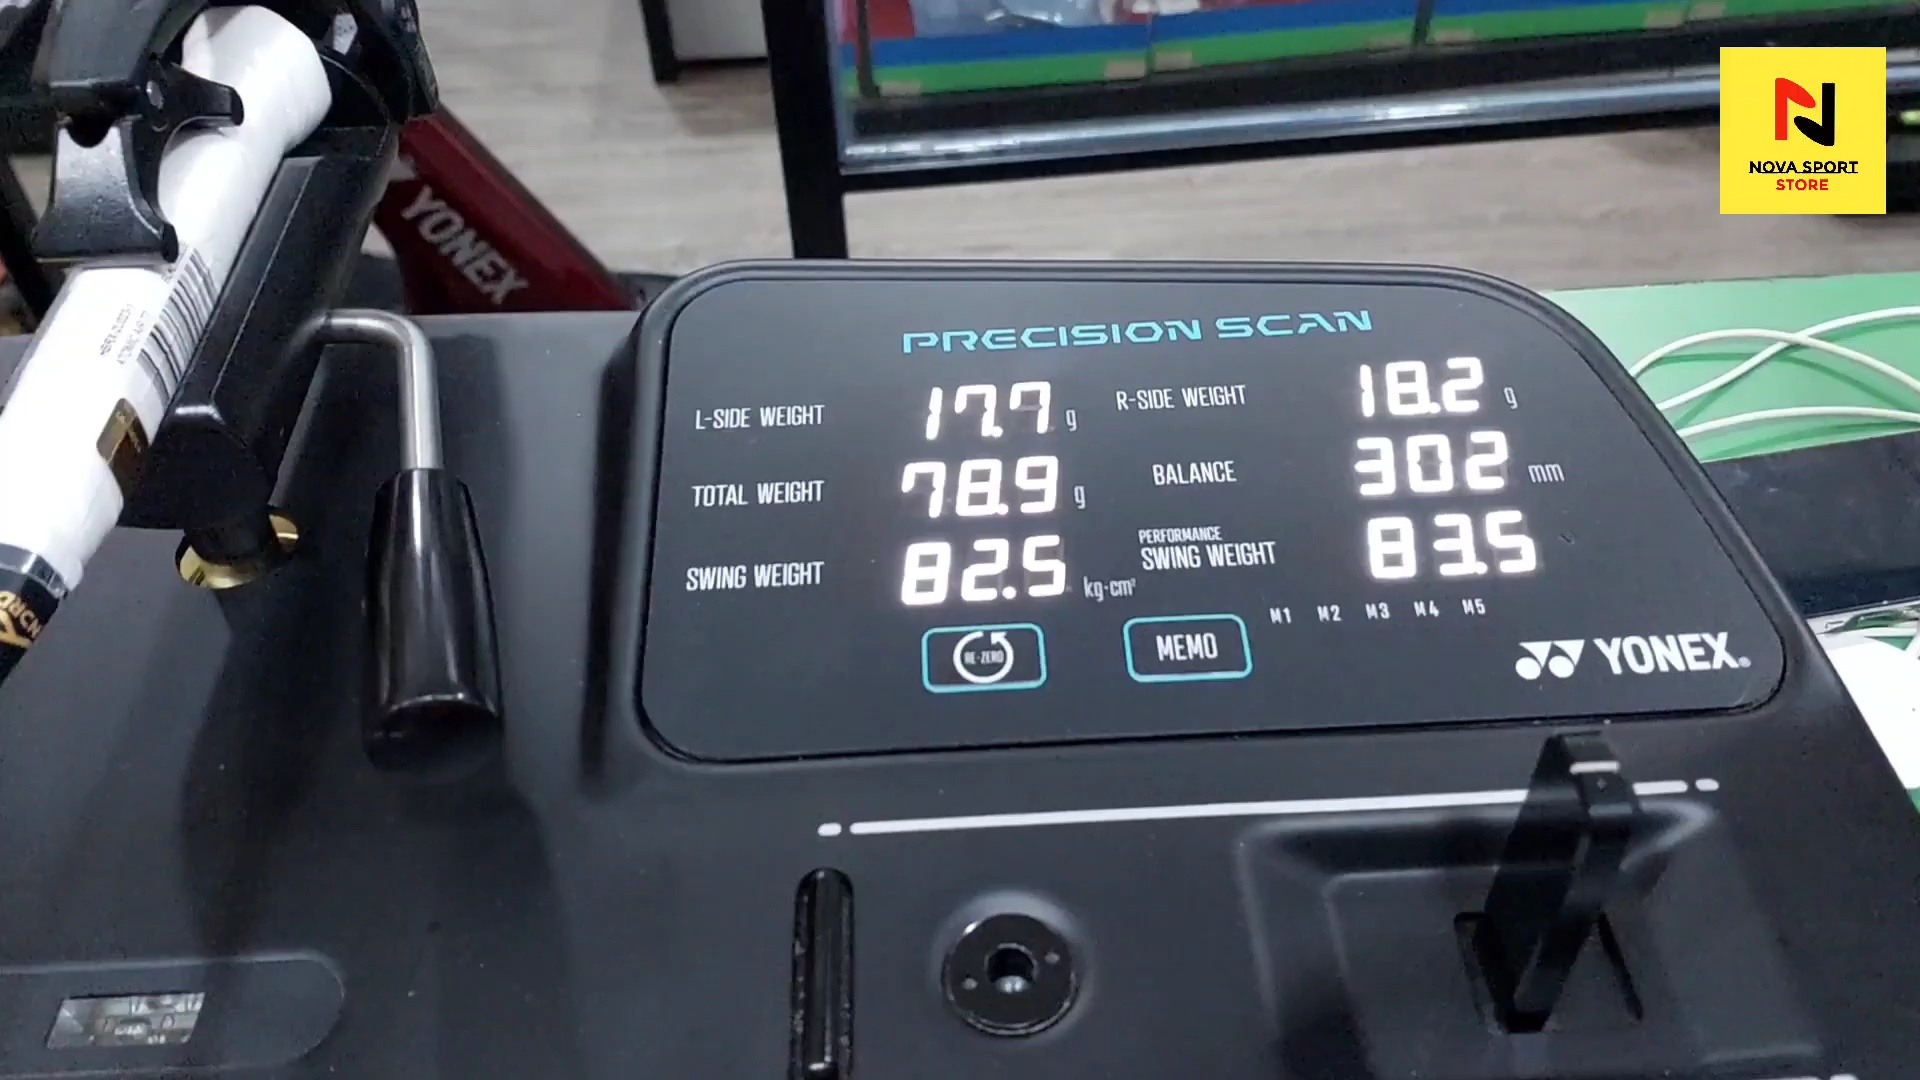 NOVA SPORT
STORE
YONEX
PRECISION SCAN
L-SIDE WEIGHT 17.7 g
R-SIDE WEIGHT 18.2 g
TOTAL WEIGHT 78.9 g
BALANCE 302 mm
SWING WEIGHT 82.5 kg·cm²
PERFORMANCE
SWING WEIGHT 83.5
M1 M2 M3 M4 M5
RE-ZERO
MEMO
YONEX®